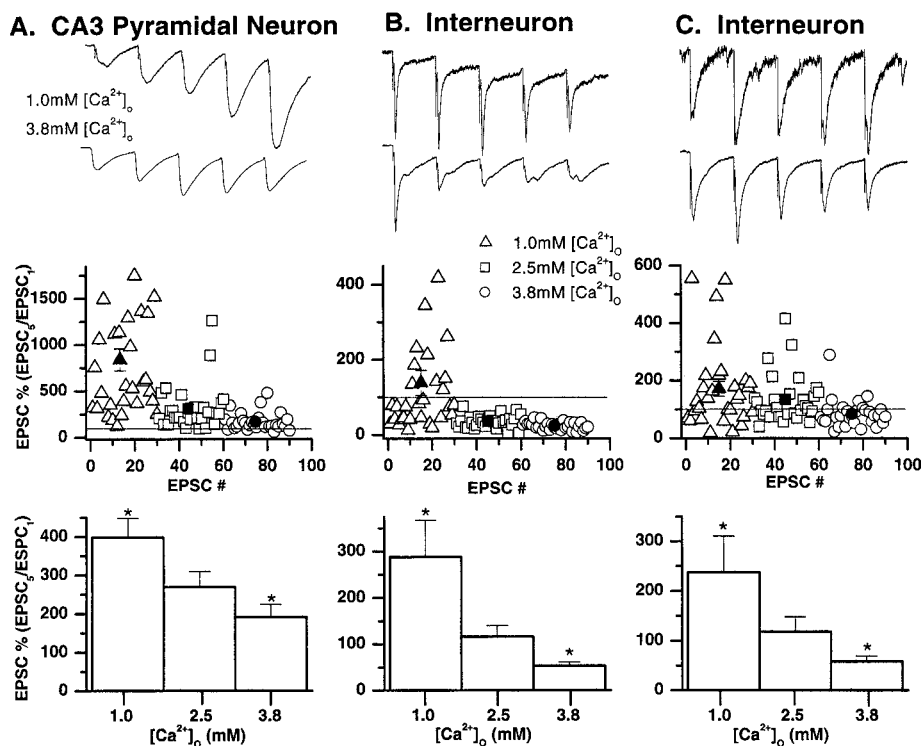 A. CA3 Pyramidal Neuron
B. Interneuron
C. Interneuron
1.0mM [Ca²⁺]ₒ
3.8mM [Ca²⁺]ₒ
△ 1.0mM [Ca²⁺]ₒ
□ 2.5mM [Ca²⁺]ₒ
○ 3.8mM [Ca²⁺]ₒ
EPSC % (EPSC₅/EPSC₁)
1500
1000
500
250
100
0
0 20 40 60 80 100
EPSC #
400
200
100
0
0 20 40 60 80 100
EPSC #
600
400
200
100
0
0 20 40 60 80 100
EPSC #
EPSC % (EPSC₅/ESPC₁)
400
300
200
100
0
* *
1.0 2.5 3.8
[Ca²⁺]ₒ (mM)
300
200
100
0
* *
1.0 2.5 3.8
[Ca²⁺]ₒ (mM)
300
200
100
0
* *
1.0 2.5 3.8
[Ca²⁺]ₒ (mM)